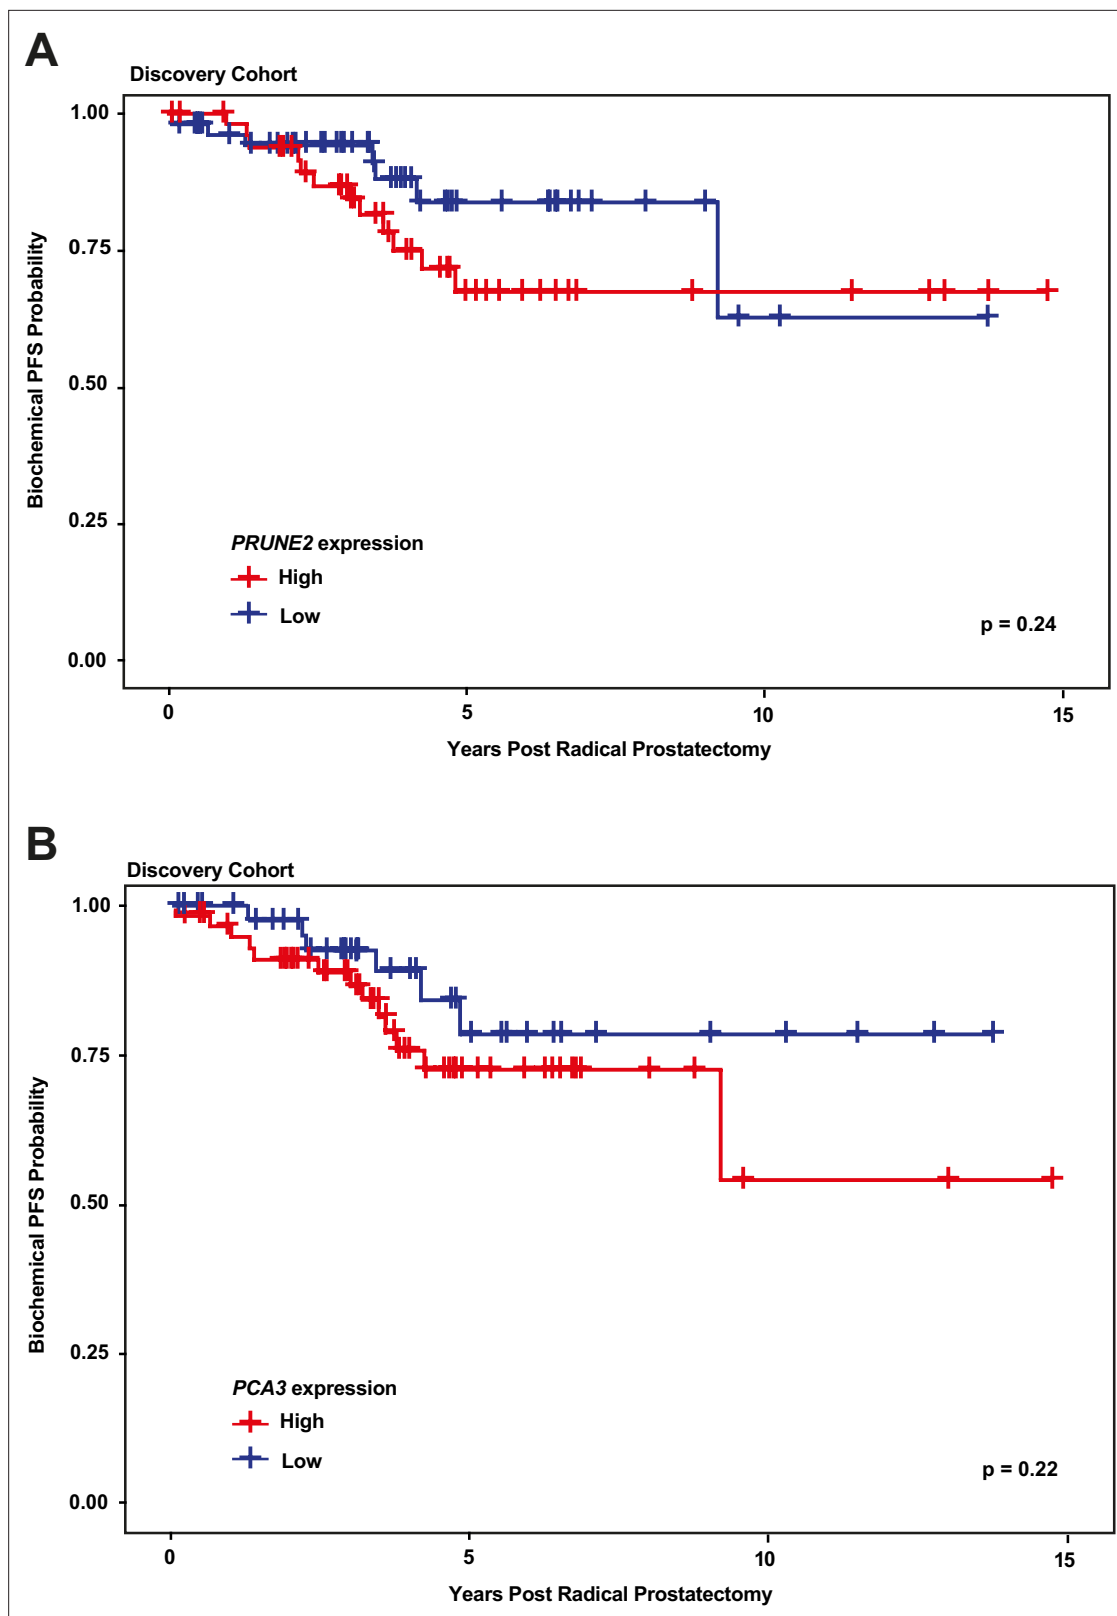 A
Discovery Cohort
Biochemical PFS Probability
1.00
0.75
0.50
0.25
0.00
PRUNE2 expression
High
Low
p = 0.24
0 5 10 15
Years Post Radical Prostatectomy
B
Discovery Cohort
Biochemical PFS Probability
1.00
0.75
0.50
0.25
0.00
PCA3 expression
High
Low
p = 0.22
0 5 10 15
Years Post Radical Prostatectomy